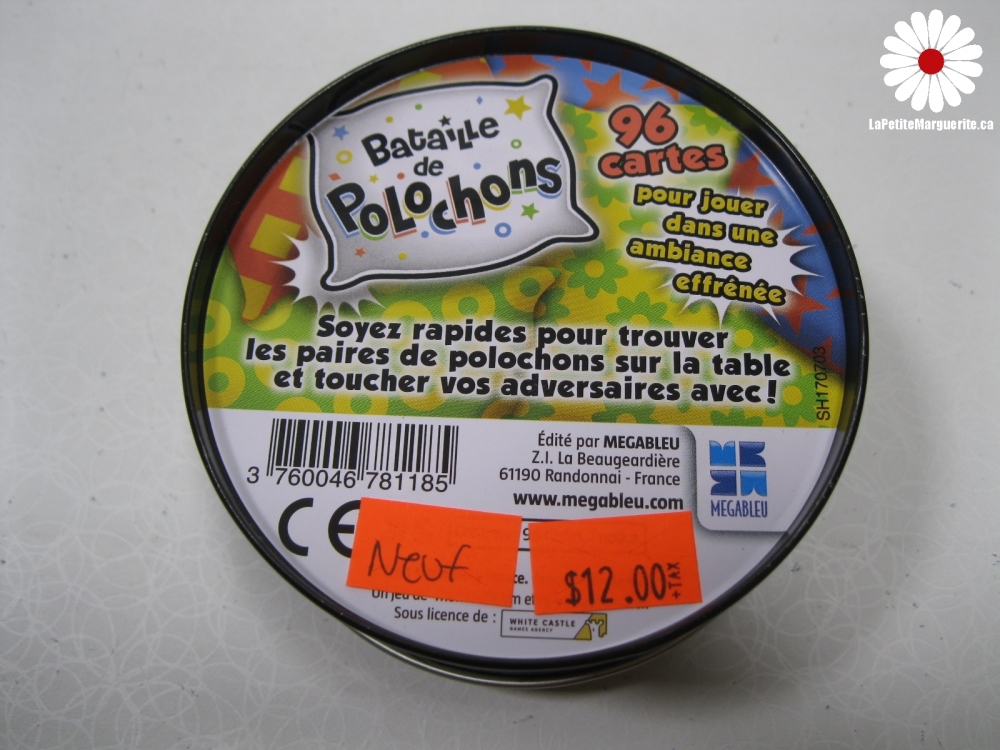 LaPetiteMarguerite.ca
Bataille
de
Polochons
96
cartes
pour jouer
dans une
ambiance
effrénée
Soyez rapides pour trouver
les paires de polochons sur la table
et toucher vos adversaires avec!
SH170703
3 760046 781185
Édité par MEGABLEU
Z.I. La Beaugeardière
61190 Randonnai - France
www.megableu.com
MEGABLEU
CE
Neuf
$12.00 +TAX
Un jeu de
Sous licence de :
WHITE CASTLE
GAMES AGENCY